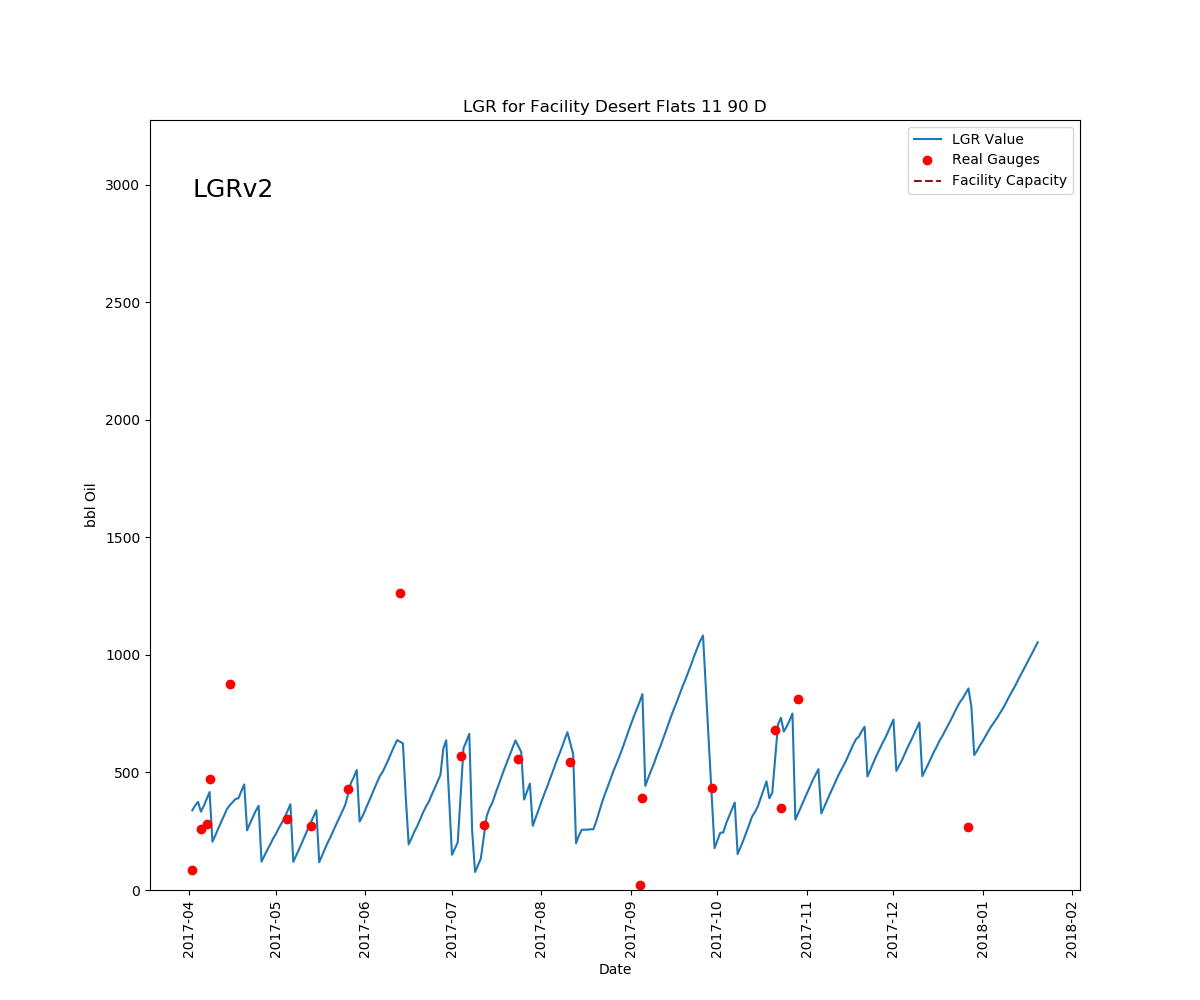 LGR for Facility Desert Flats 11 90 D
LGRv2
LGR Value
Real Gauges
Facility Capacity
3000
2500
2000
1500
1000
500
0
bbl Oil
2017-04
2017-05
2017-06
2017-07
2017-08
2017-09
2017-10
2017-11
2017-12
2018-01
2018-02
Date